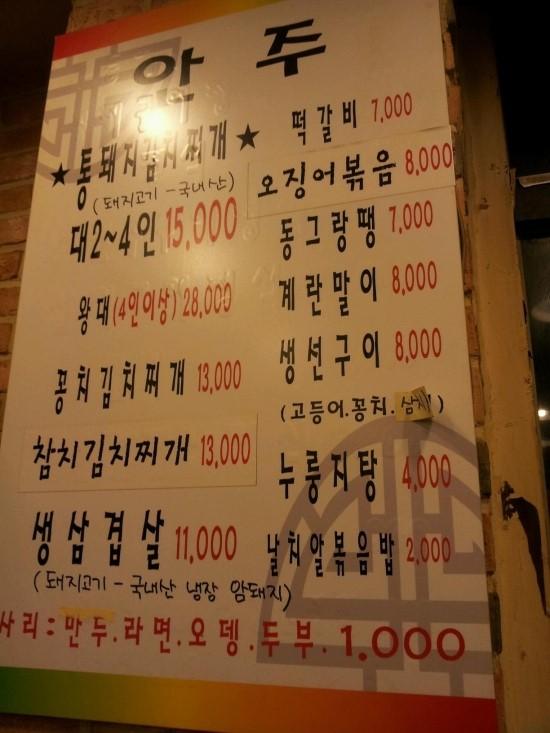 안주
★통돼지김치찌개★
(돼지고기 - 국내산)
대2~4인 15,000
왕대(4인이상) 28,000
꽁치김치찌개 13,000
참치김치찌개 13,000
생삼겹살 11,000
(돼지고기 - 국내산 냉장 암돼지)
떡갈비 7,000
오징어볶음 8,000
동그랑땡 7,000
계란말이 8,000
생선구이 8,000
(고등어.꽁치.삼치)
누룽지탕 4,000
날치알볶음밥 2,000
사리:만두.라면.오뎅.두부.1.000